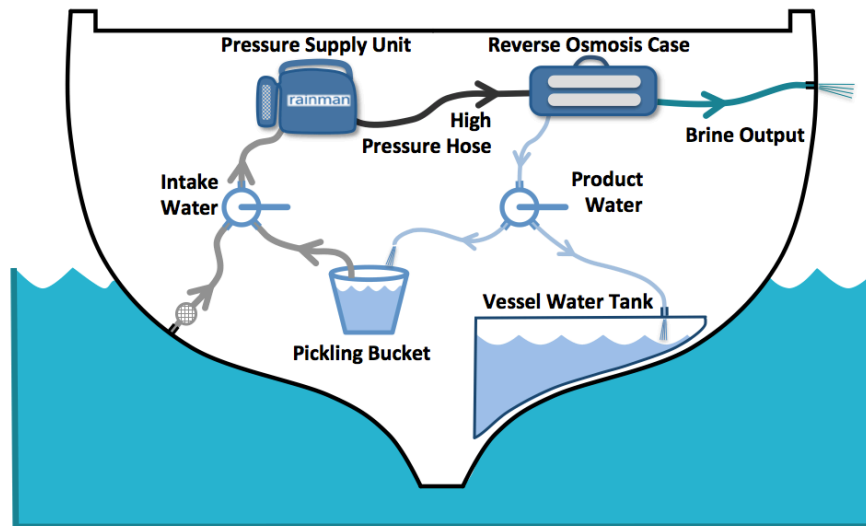 Pressure Supply Unit
Reverse Osmosis Case
rainman
High
Pressure Hose
Brine Output
Intake
Water
Product
Water
Vessel Water Tank
Pickling Bucket